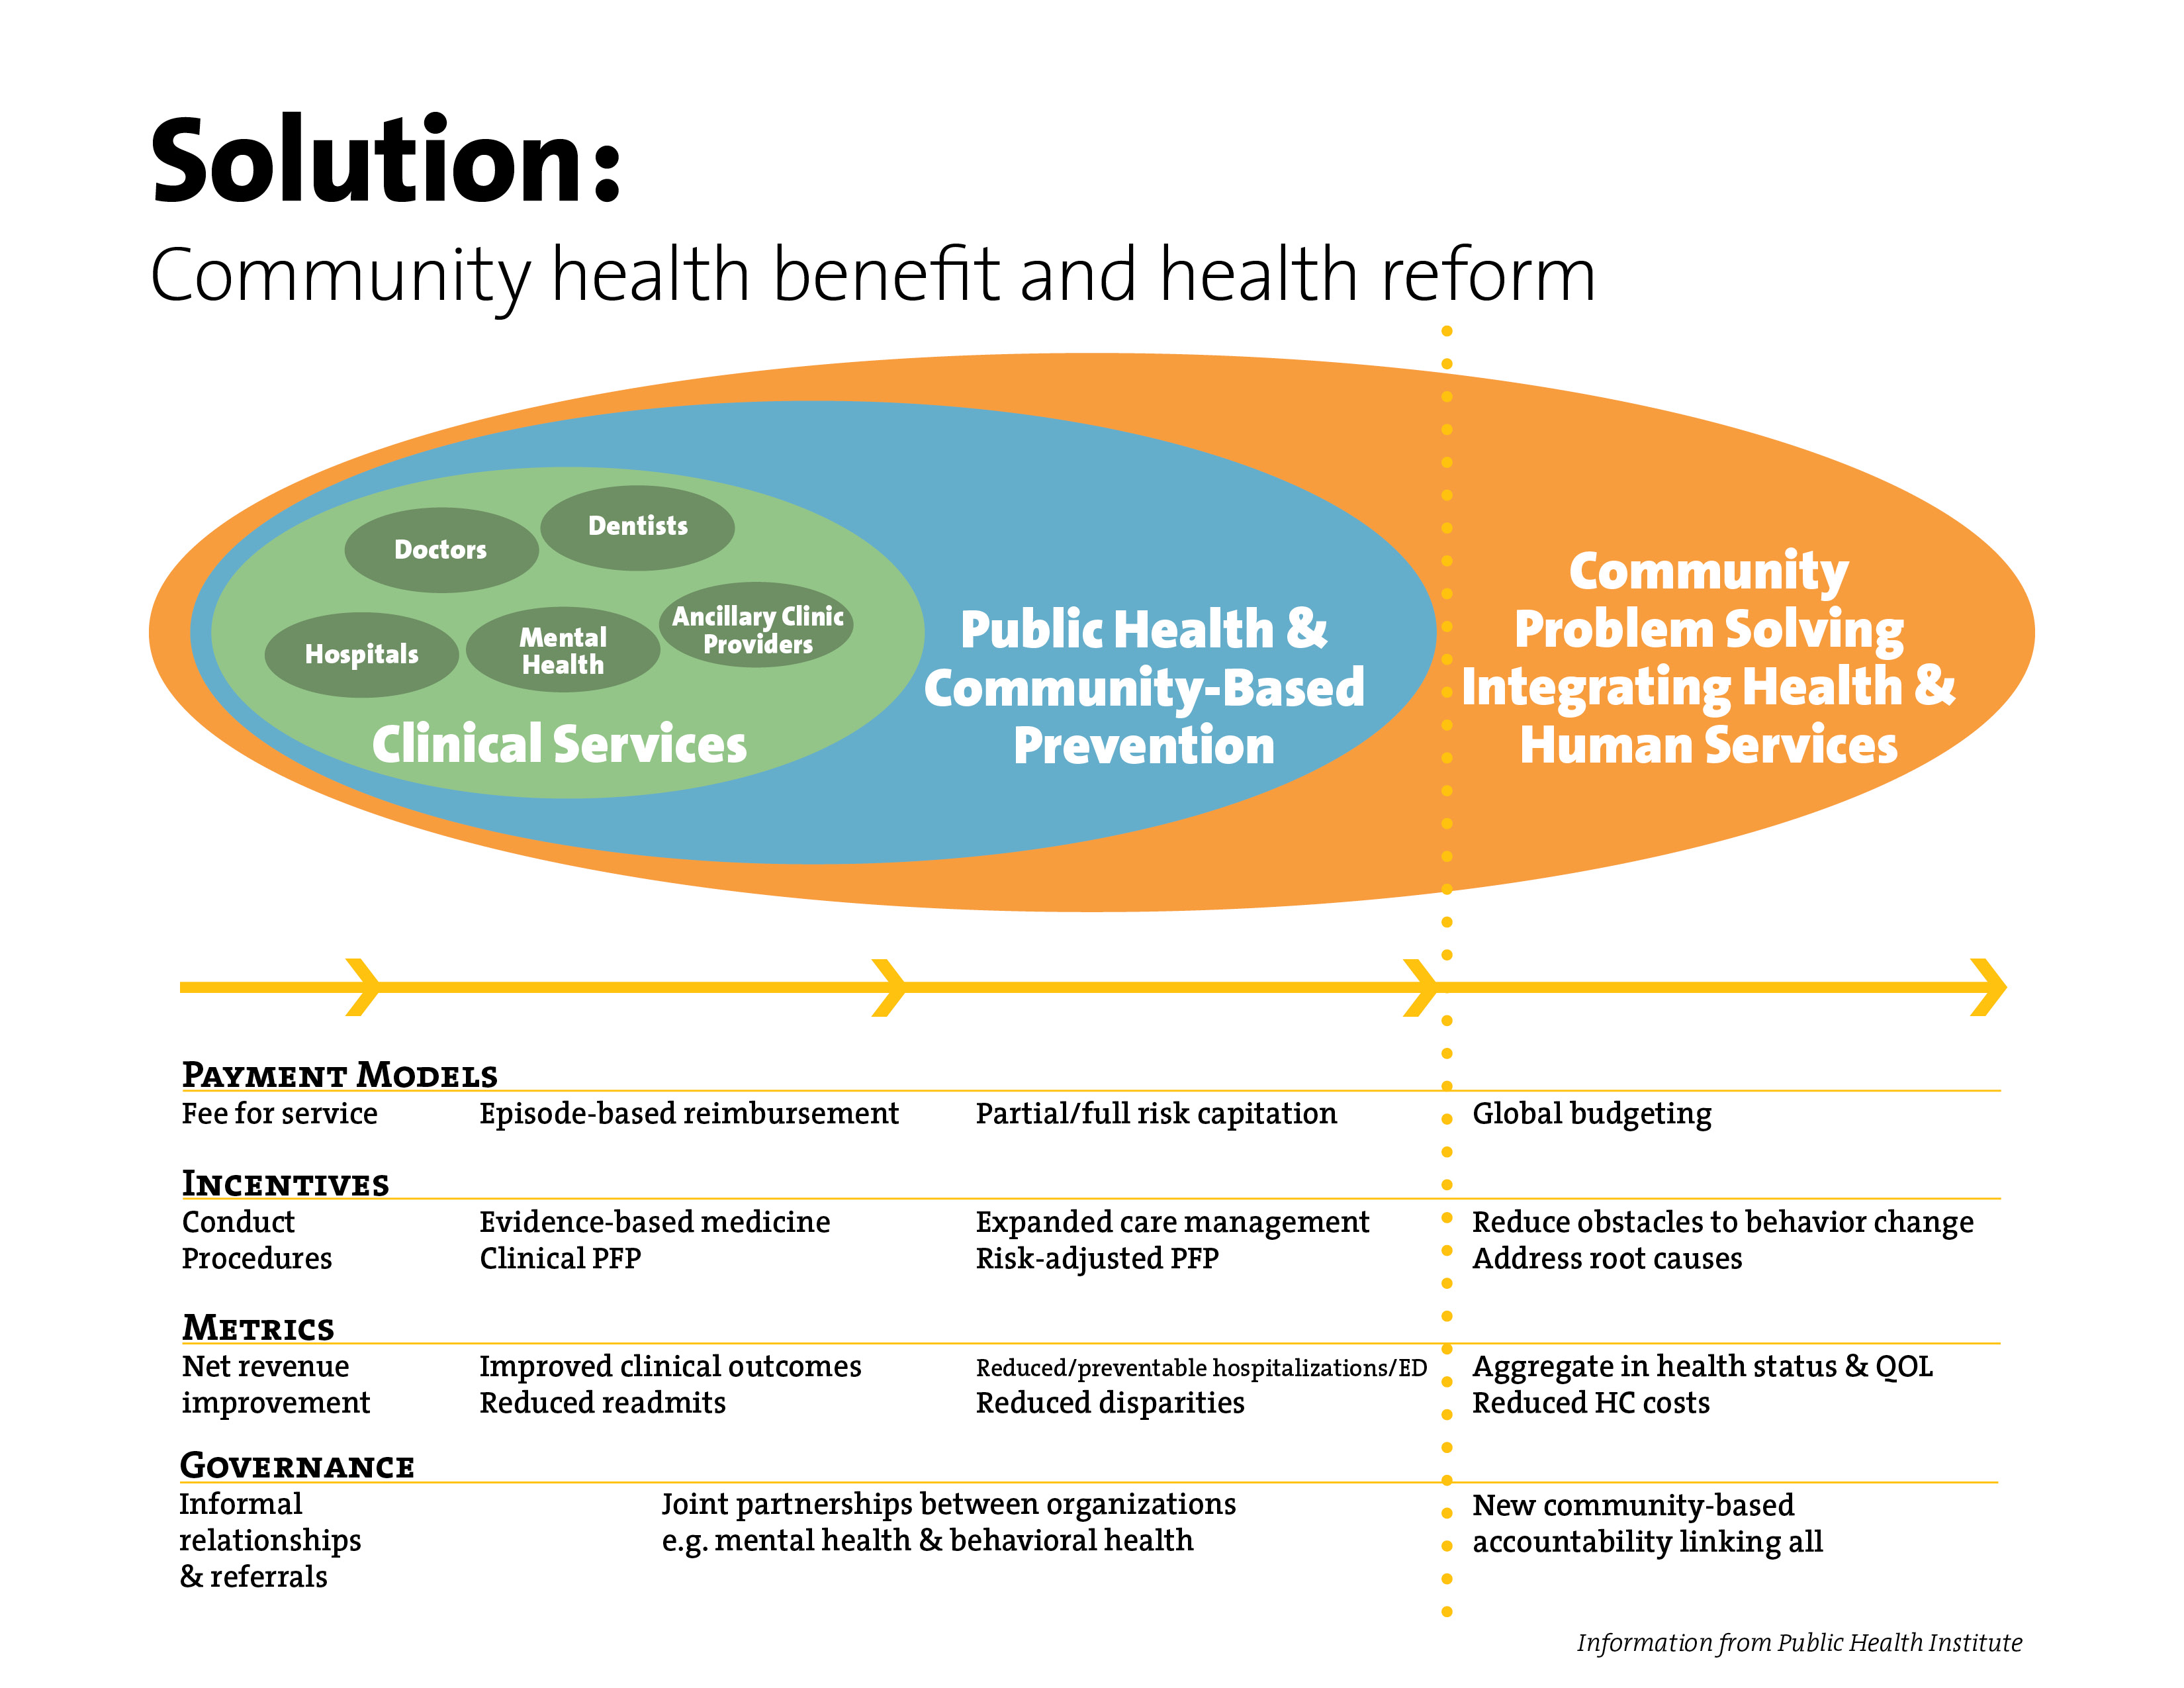 Solution:
Community health benefit and health reform
Doctors
Dentists
Hospitals
Mental
Health
Ancillary Clinic
Providers
Clinical Services
Public Health &
Community-Based
Prevention
Community
Problem Solving
Integrating Health &
Human Services
Payment Models
Fee for service
Episode-based reimbursement
Partial/full risk capitation
Global budgeting
Incentives
Conduct
Procedures
Evidence-based medicine
Clinical PFP
Expanded care management
Risk-adjusted PFP
Reduce obstacles to behavior change
Address root causes
Metrics
Net revenue
improvement
Improved clinical outcomes
Reduced readmits
Reduced/preventable hospitalizations/ED
Reduced disparities
Aggregate in health status & QOL
Reduced HC costs
Governance
Informal
relationships
& referrals
Joint partnerships between organizations
e.g. mental health & behavioral health
New community-based
accountability linking all
Information from Public Health Institute